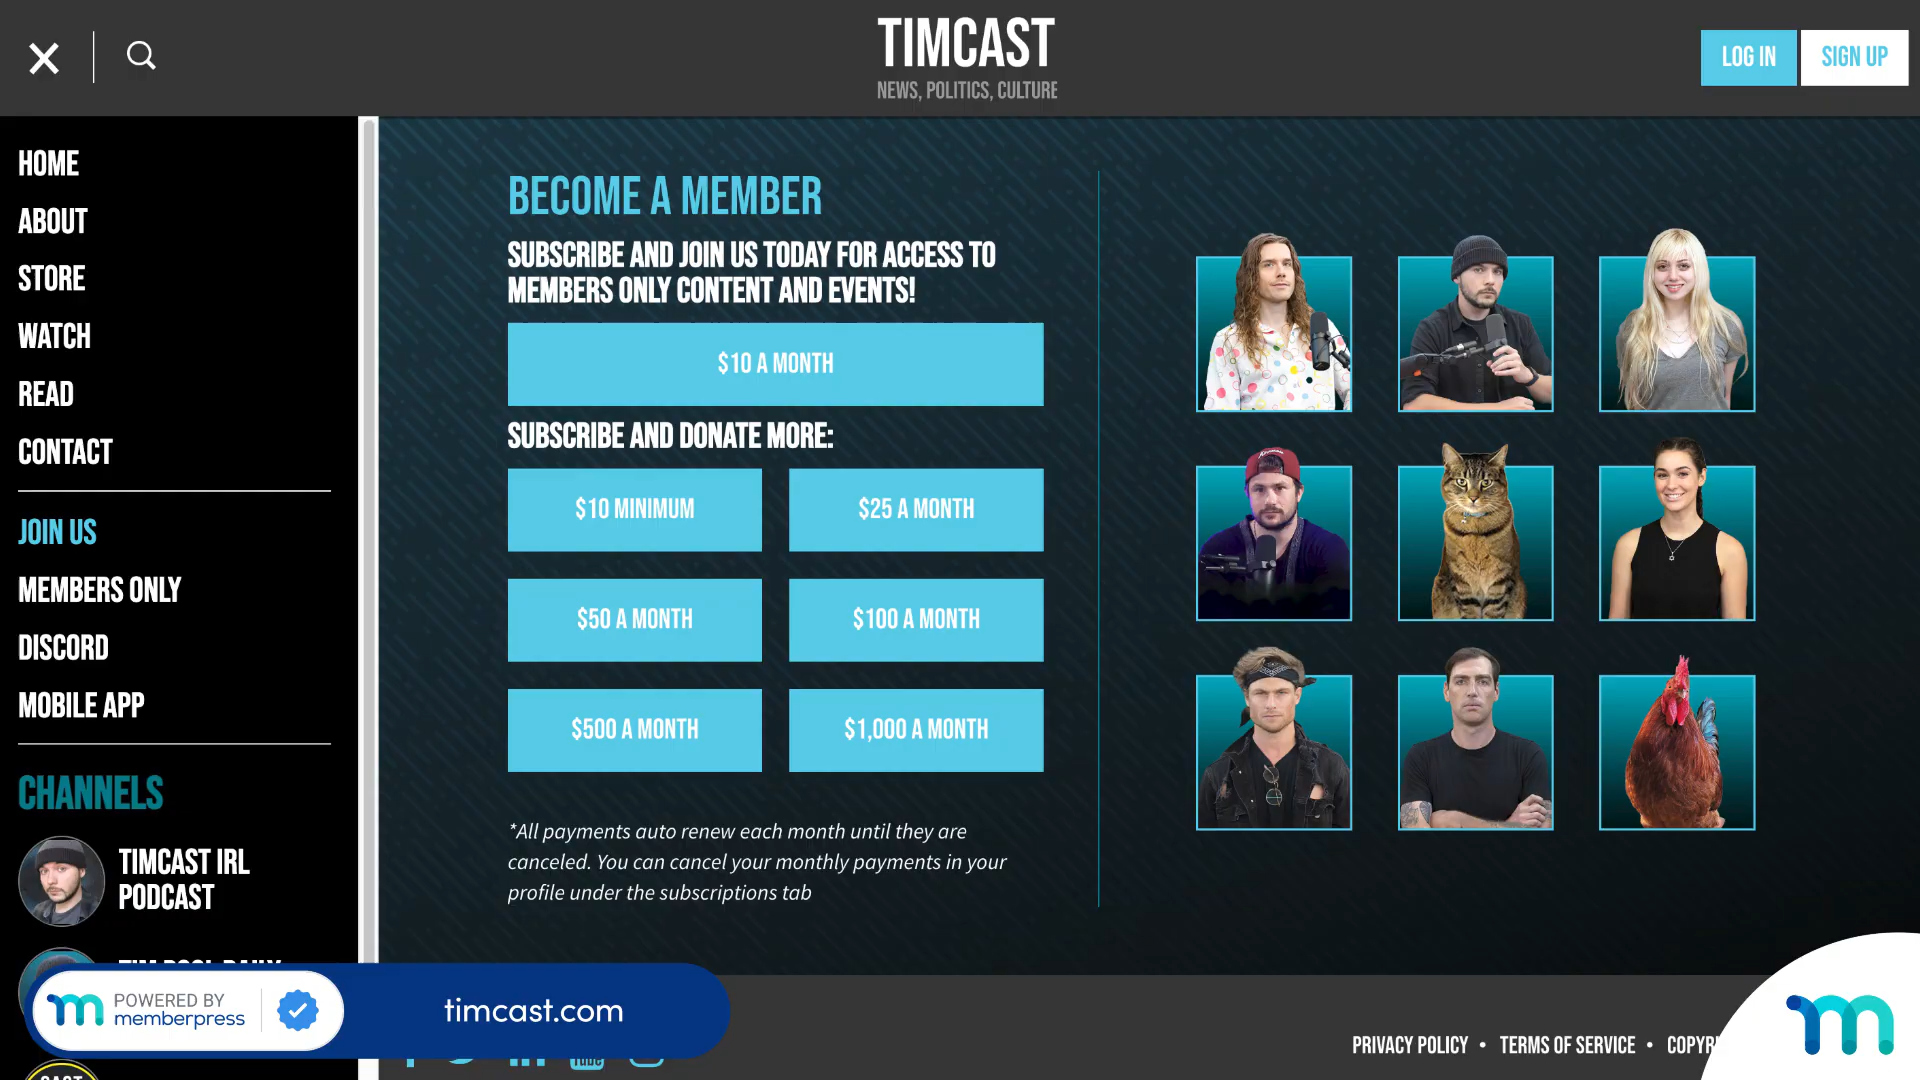 TIMCAST
NEWS, POLITICS, CULTURE
LOG IN
SIGN UP
HOME
ABOUT
STORE
WATCH
READ
CONTACT
JOIN US
MEMBERS ONLY
DISCORD
MOBILE APP
CHANNELS
TIMCAST IRL
PODCAST
BECOME A MEMBER
SUBSCRIBE AND JOIN US TODAY FOR ACCESS TO
MEMBERS ONLY CONTENT AND EVENTS!
$10 A MONTH
SUBSCRIBE AND DONATE MORE:
$10 MINIMUM
$25 A MONTH
$50 A MONTH
$100 A MONTH
$500 A MONTH
$1,000 A MONTH
*All payments auto renew each month until they are
canceled. You can cancel your monthly payments in your
profile under the subscriptions tab
POWERED BY
memberpress
timcast.com
PRIVACY POLICY • TERMS OF SERVICE •